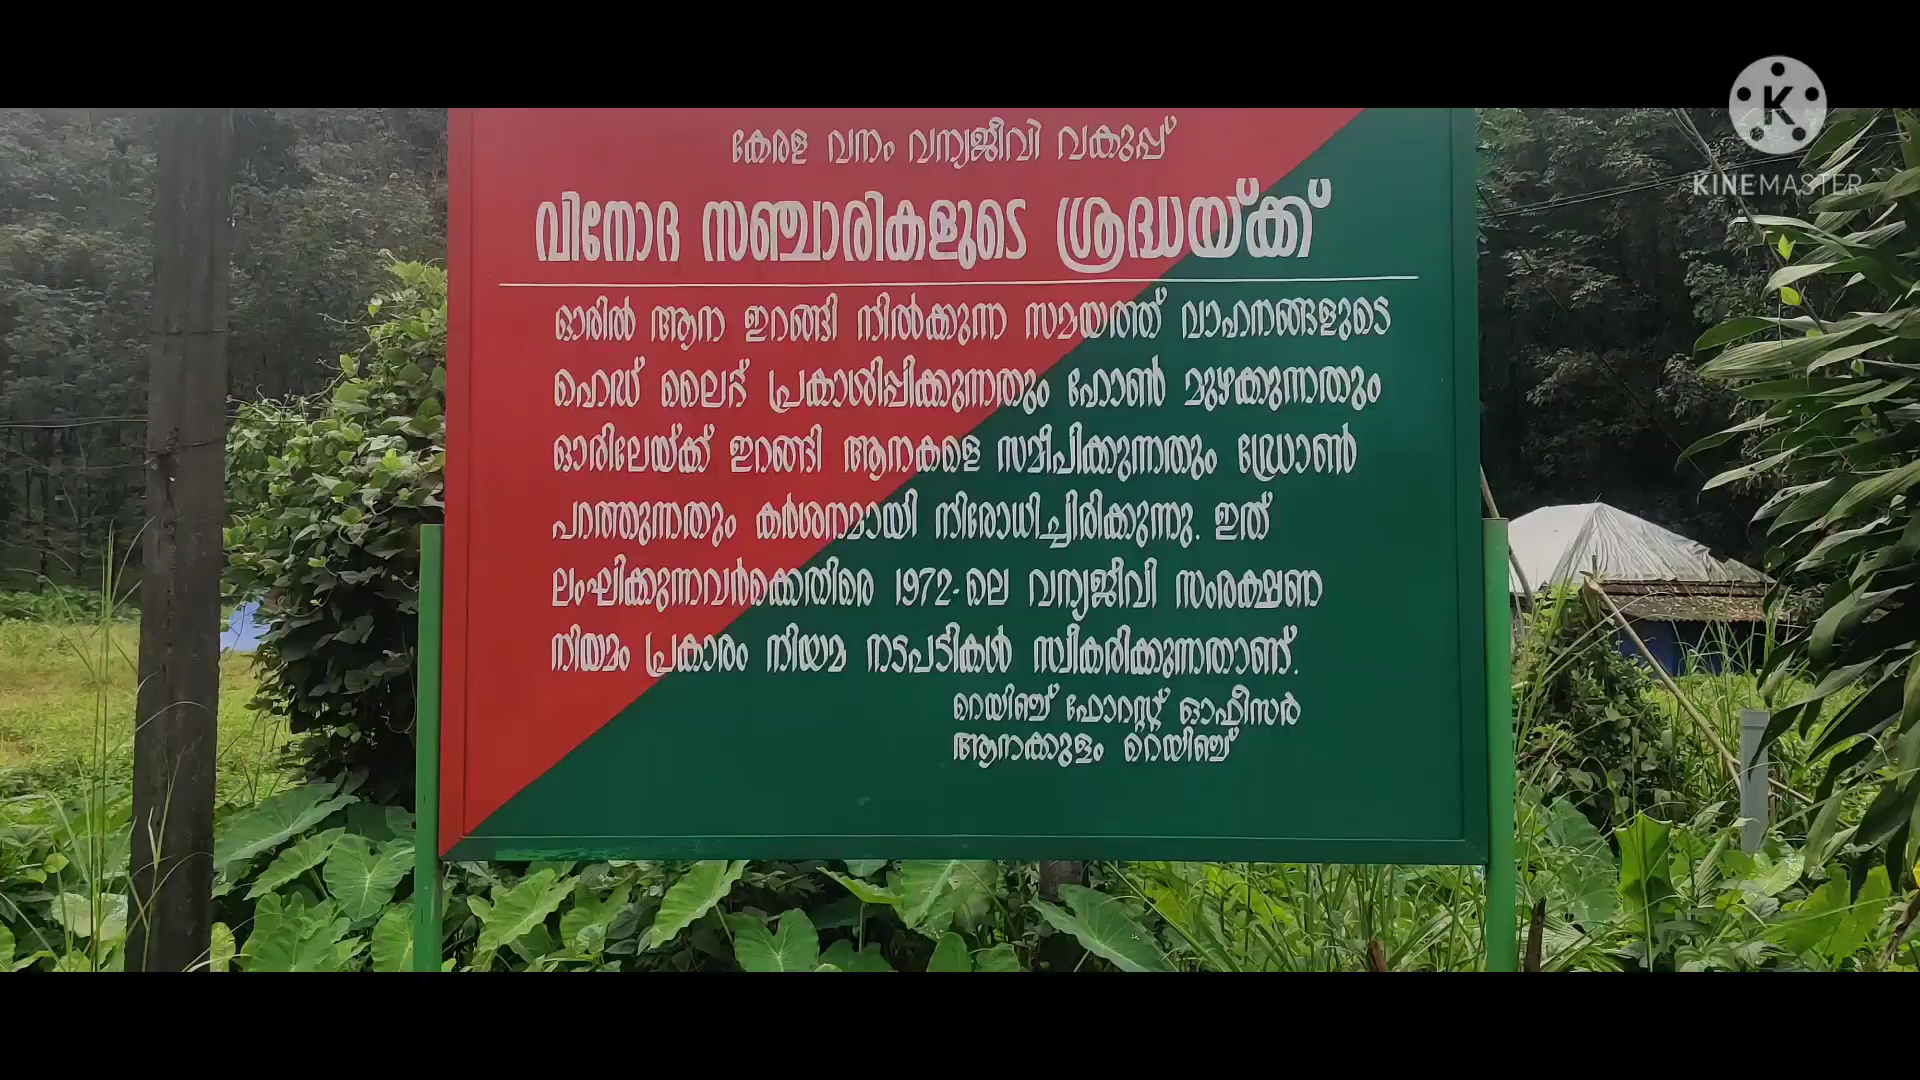 കേരള വനം വന്യജീവി വകുപ്പ്
വിനോദ സഞ്ചാരികളുടെ ശ്രദ്ധയ്ക്ക്
ഓരിൽ ആന ഇറങ്ങി നിൽക്കുന്ന സമയത്ത് വാഹനങ്ങളുടെ
ഹെഡ് ലൈറ്റ് പ്രകാശിപ്പിക്കുന്നതും ഹോൺ മുഴക്കുന്നതും
ഓരിലേയ്ക്ക് ഇറങ്ങി ആനകളെ സമീപിക്കുന്നതും ഡ്രോൺ
പറത്തുന്നതും കർശനമായി നിരോധിച്ചിരിക്കുന്നു. ഇത്
ലംഘിക്കുന്നവർക്കെതിരെ 1972-ലെ വന്യജീവി സംരക്ഷണ
നിയമം പ്രകാരം നിയമ നടപടികൾ സ്വീകരിക്കുന്നതാണ്.
റെയിഞ്ച് ഫോറസ്റ്റ് ഓഫീസർ
ആനക്കുളം റെയിഞ്ച്
K
KINEMASTER